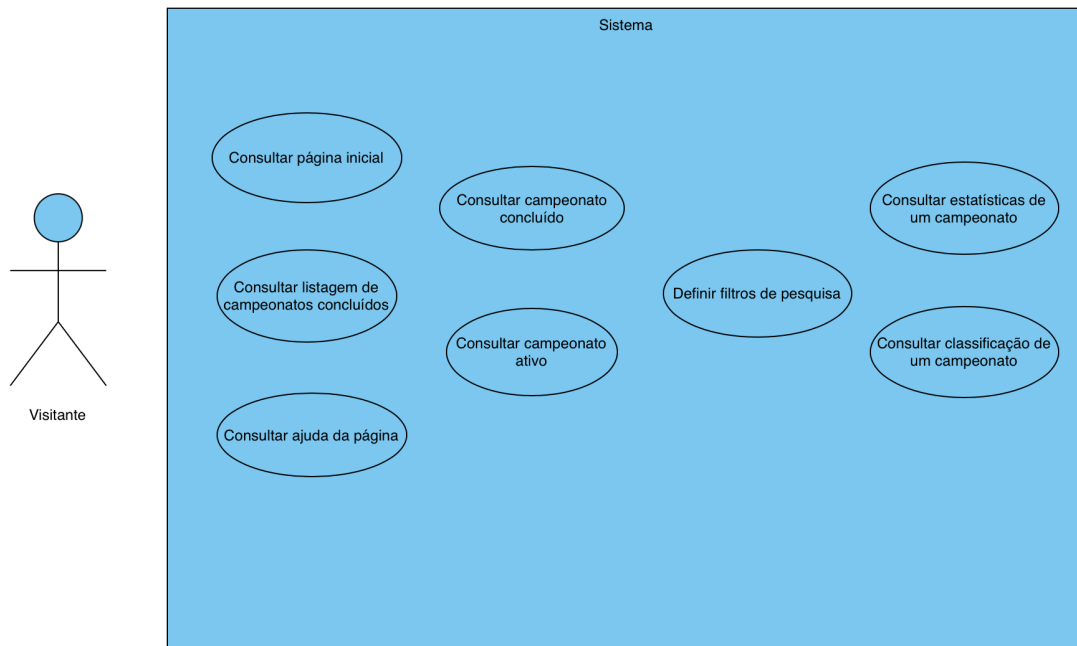 Sistema
Consultar página inicial
Consultar campeonato
concluído
Consultar estatísticas de
um campeonato
Consultar listagem de
campeonatos concluídos
Definir filtros de pesquisa
Consultar campeonato
ativo
Consultar classificação de
um campeonato
Visitante
Consultar ajuda da página